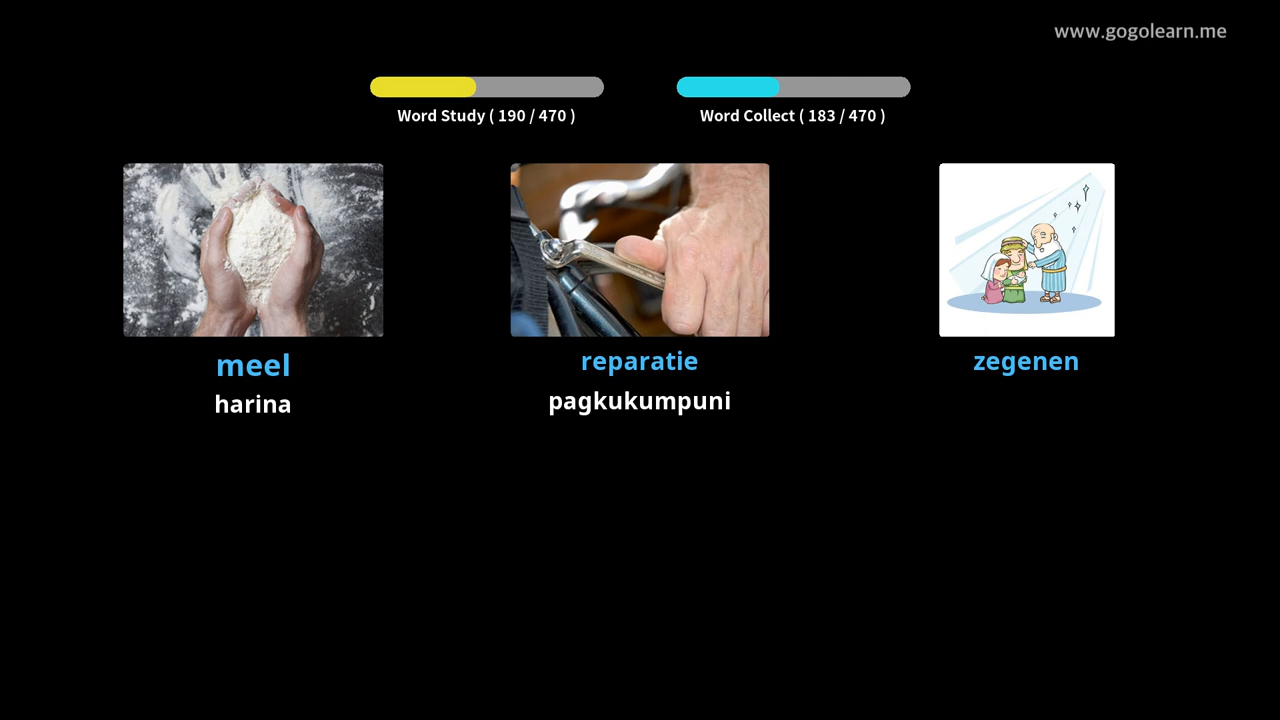 www.gogolearn.me
Word Study ( 190 / 470 )
Word Collect ( 183 / 470 )
meel
harina
reparatie
pagkukumpuni
zegenen